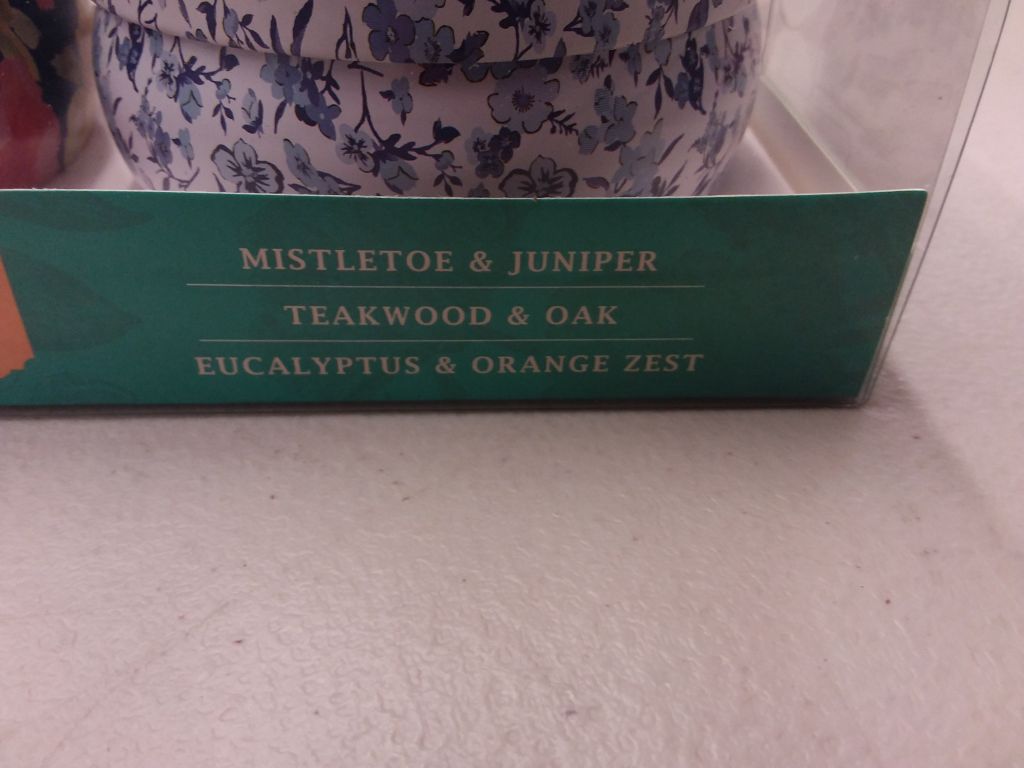 MISTLETOE & JUNIPER
TEAKWOOD & OAK
EUCALYPTUS & ORANGE ZEST